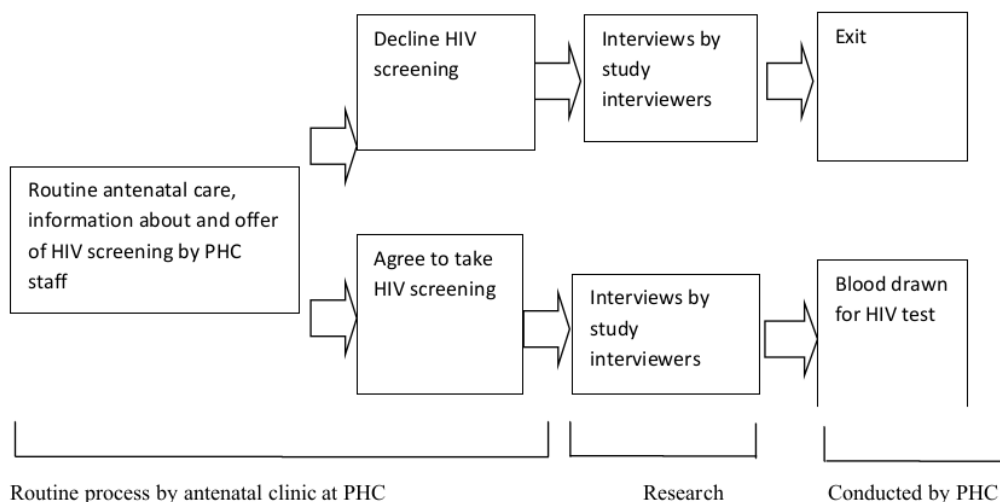 Decline HIV
screening
Interviews by
study
interviewers
Exit
Routine antenatal care,
information about and offer
of HIV screening by PHC
staff
Agree to take
HIV screening
Interviews by
study
interviewers
Blood drawn
for HIV test
Routine process by antenatal clinic at PHC
Research
Conducted by PHC